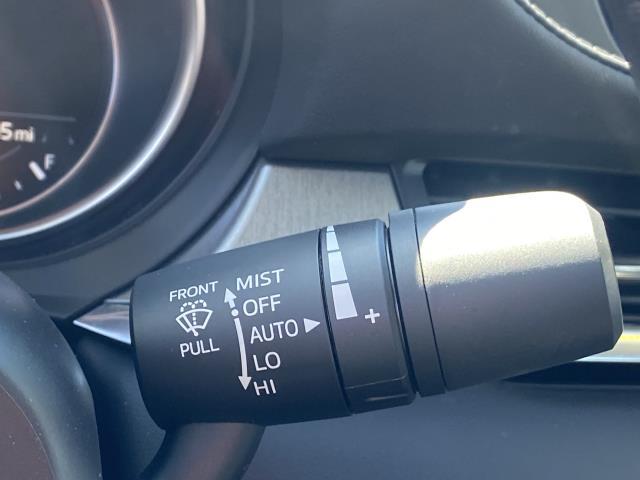 5mi
F
FRONT
PULL
MIST
OFF
AUTO
LO
HI
+